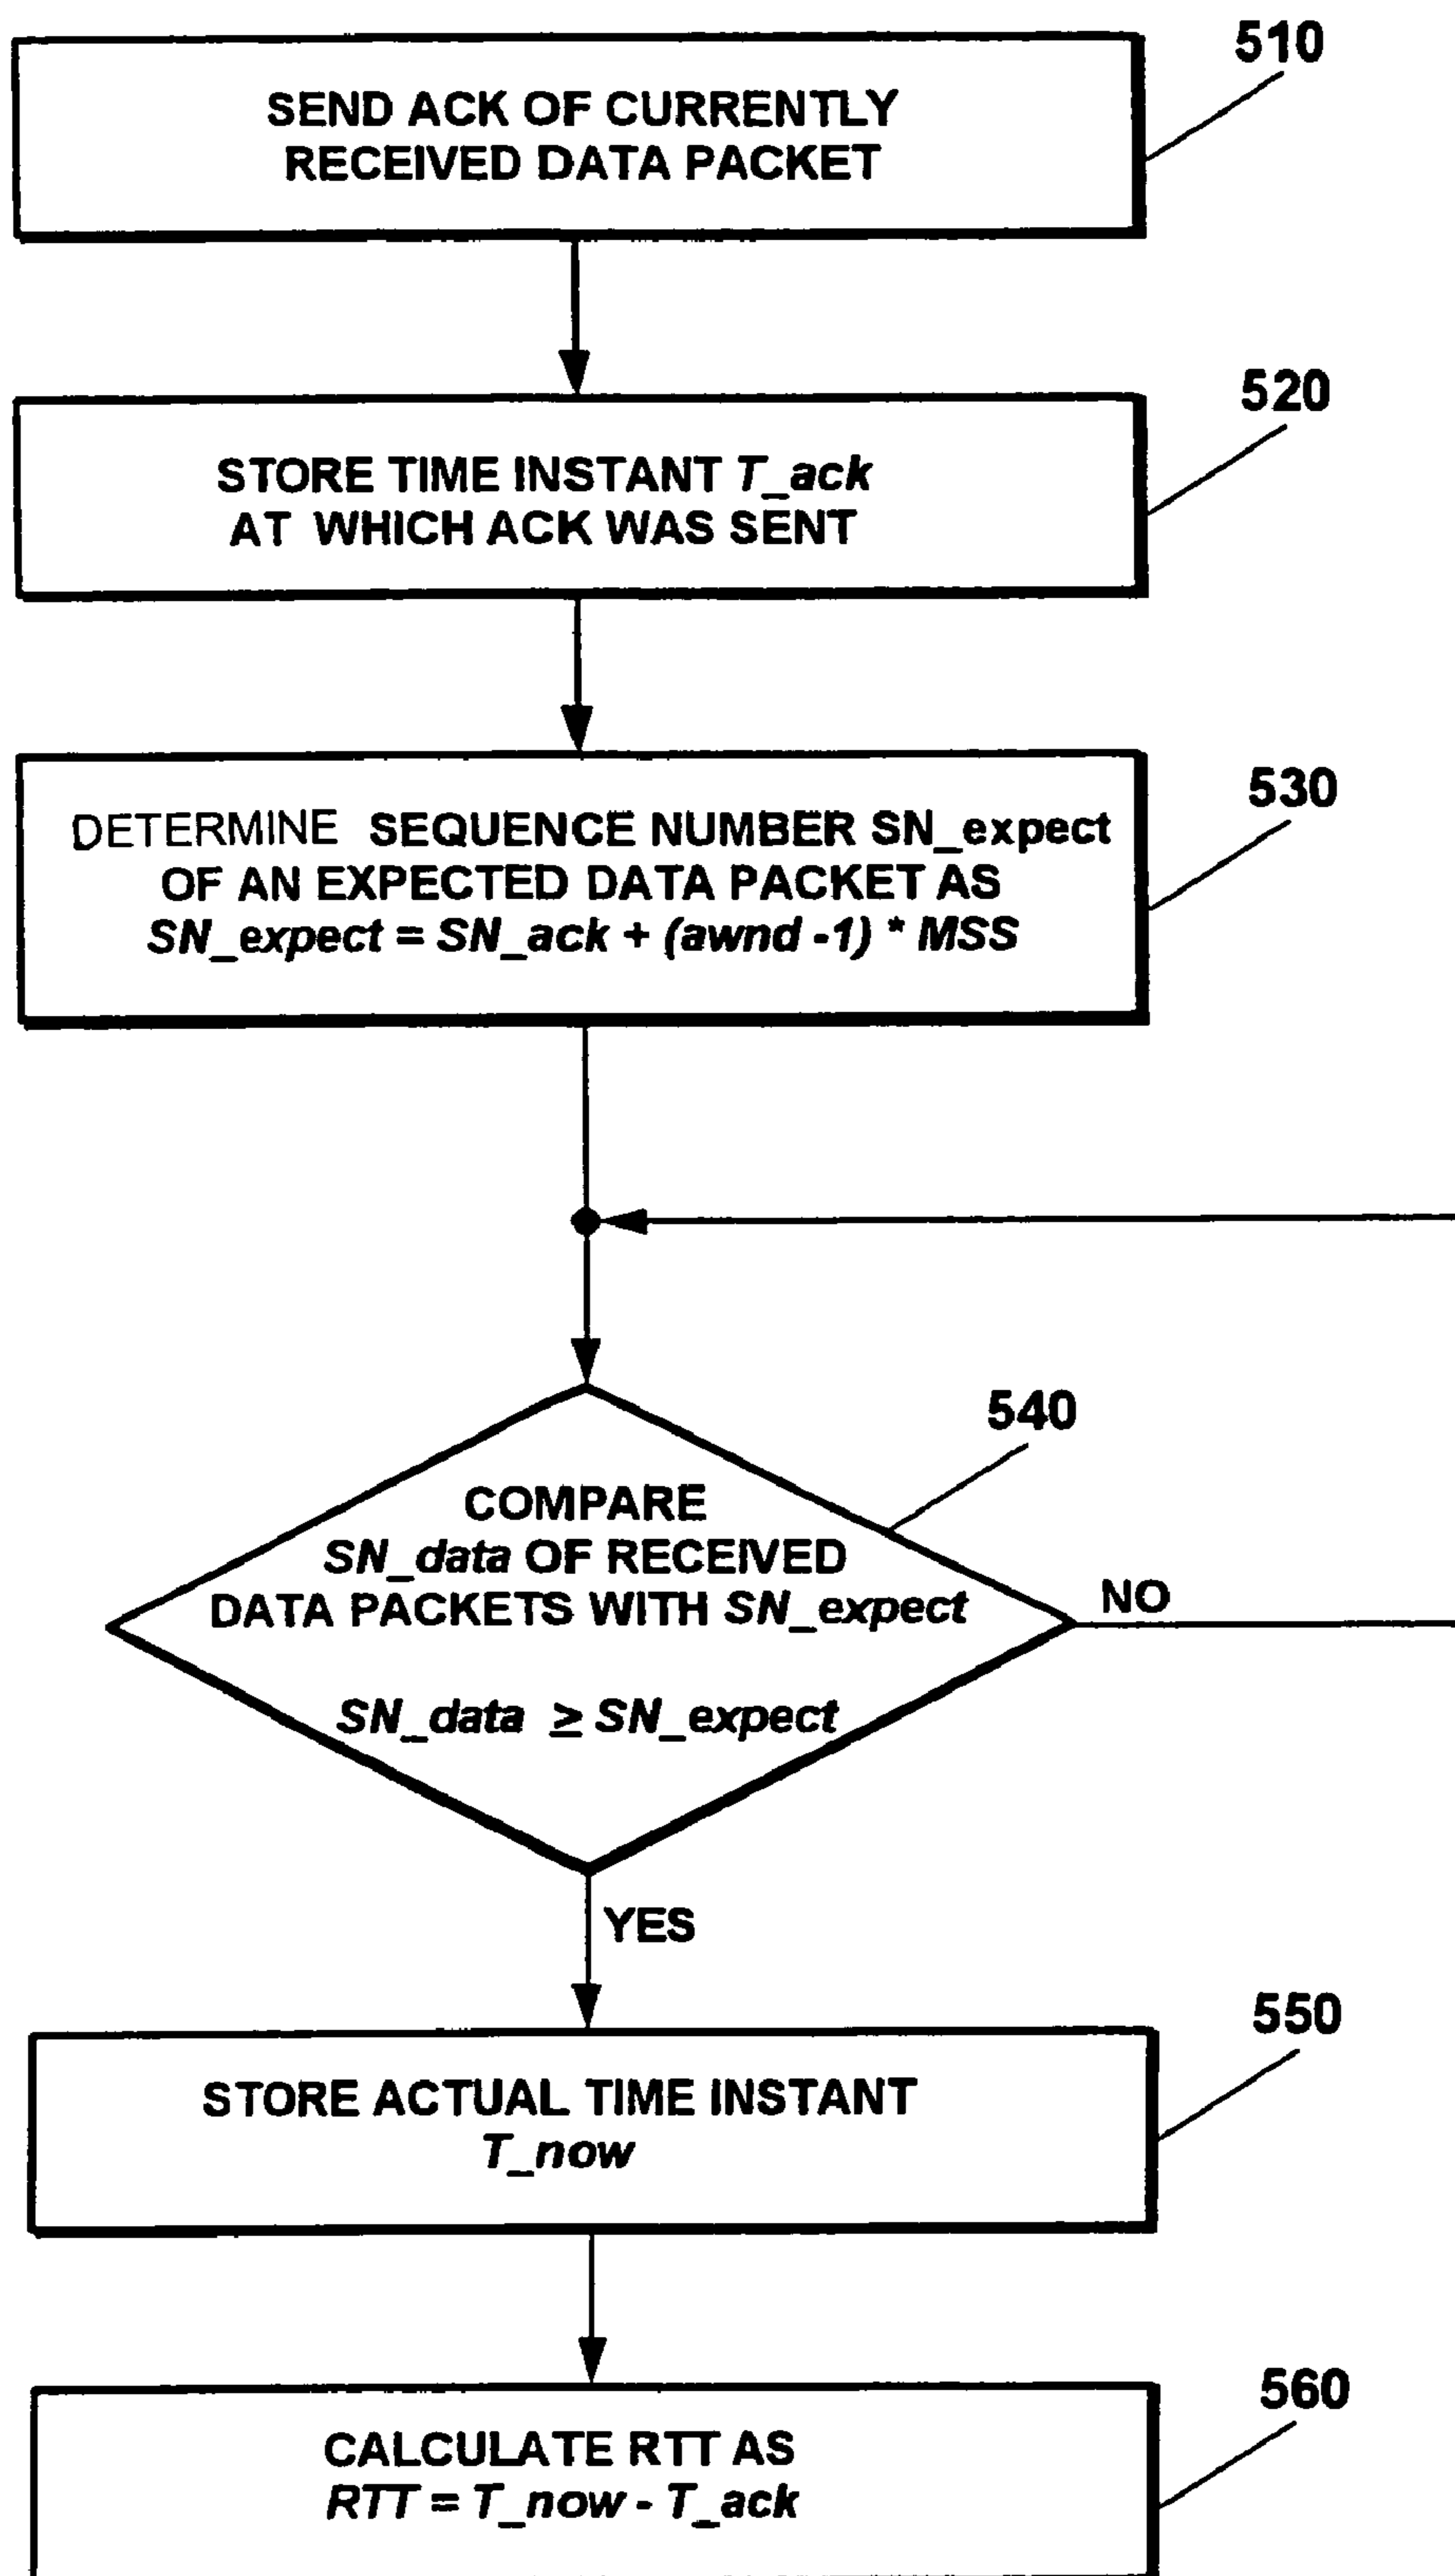 510
SEND ACK OF CURRENTLY
RECEIVED DATA PACKET
520
STORE TIME INSTANT T_ack
AT WHICH ACK WAS SENT
530
DETERMINE SEQUENCE NUMBER SN_expect
OF AN EXPECTED DATA PACKET AS
SN_expect = SN_ack + (awnd -1) * MSS
540
COMPARE
SN_data OF RECEIVED
DATA PACKETS WITH SN_expect
NO
SN_data ≥ SN_expect
YES
550
STORE ACTUAL TIME INSTANT
T_now
560
CALCULATE RTT AS
RTT = T_now - T_ack